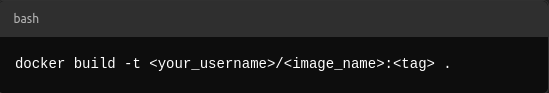 bash
docker build -t <your_username>/<image_name>:<tag> .